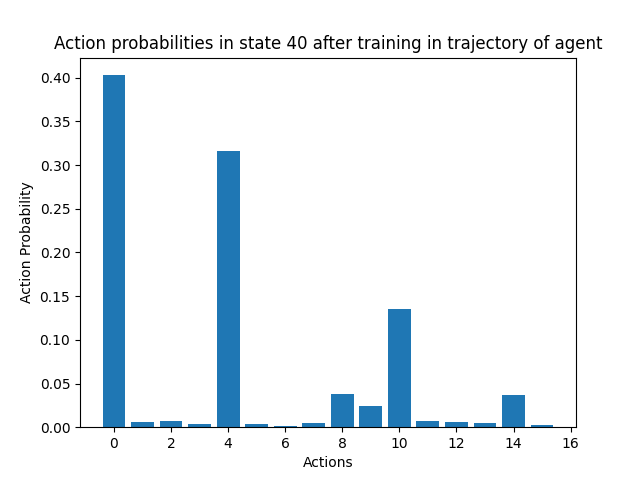 Action probabilities in state 40 after training in trajectory of agent
0.40
0.35
0.30
0.25
0.20
0.15
0.10
0.05
0.00
Action Probability
0 2 4 6 8 10 12 14 16
Actions